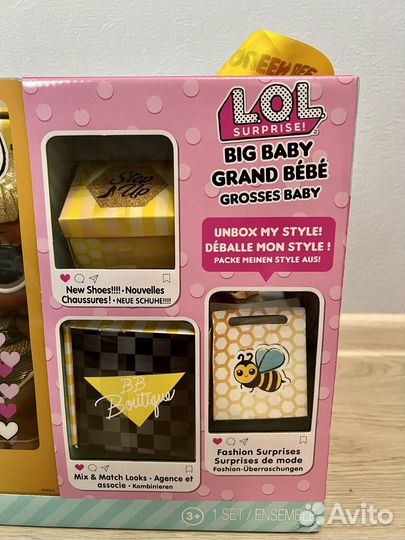 QUEEN BEE
L.O.L.
SURPRISE!
BIG BABY
GRAND BÉBÉ
GROSSES BABY
UNBOX MY STYLE!
DÉBALLE MON STYLE !
PACKE MEINEN STYLE AUS!
Step
It Up
New Shoes!!!! • Nouvelles
Chaussures! • NEUE SCHUHE!!!!
B.B.
Boutique
Mix & Match Looks • Agence et
associe • Kombinieren
Fashion Surprises
Surprises de mode
Fashion-Überraschungen
3+
1 SET / ENSEMBLE
Avito